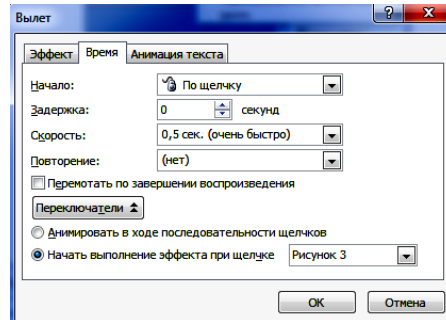 Вылет
Эффект Время Анимация текста
Начало: По щелчку
Задержка: 0 секунд
Скорость: 0,5 сек. (очень быстро)
Повторение: (нет)
Перемотать по завершении воспроизведения
Переключатели
Анимировать в ходе последовательности щелчков
Начать выполнение эффекта при щелчке Рисунок 3
ОК Отмена